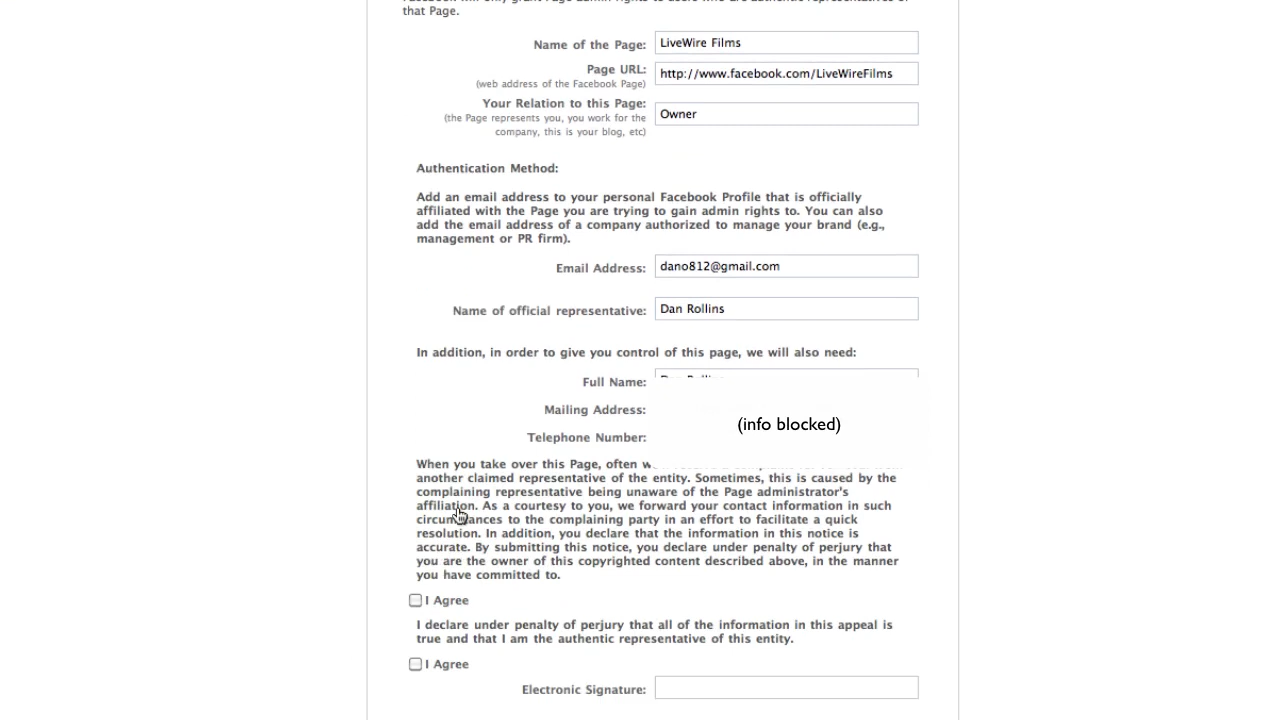 that Page.
Name of the Page: LiveWire Films
Page URL: http://www.facebook.com/LiveWireFilms
(web address of the Facebook Page)
Your Relation to this Page: Owner
(the Page represents you, you work for the
company, this is your blog, etc)
Authentication Method:
Add an email address to your personal Facebook Profile that is officially
affiliated with the Page you are trying to gain admin rights to. You can also
add the email address of a company authorized to manage your brand (e.g.,
management or PR firm).
Email Address: dano812@gmail.com
Name of official representative: Dan Rollins
In addition, in order to give you control of this page, we will also need:
Full Name:
Mailing Address: (info blocked)
Telephone Number:
When you take over this Page, often
another claimed representative of the entity. Sometimes, this is caused by the
complaining representative being unaware of the Page administrator's
affiliation. As a courtesy to you, we forward your contact information in such
circumstances to the complaining party in an effort to facilitate a quick
resolution. In addition, you declare that the information in this notice is
accurate. By submitting this notice, you declare under penalty of perjury that
you are the owner of this copyrighted content described above, in the manner
you have committed to.
I Agree
I declare under penalty of perjury that all of the information in this appeal is
true and that I am the authentic representative of this entity.
I Agree
Electronic Signature: